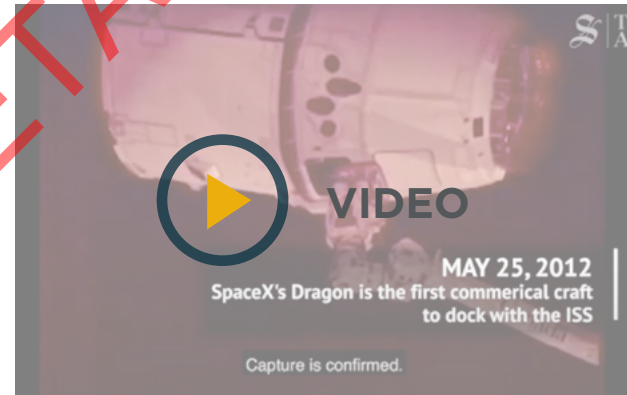 VIDEO
MAY 25, 2012
SpaceX's Dragon is the first commerical craft
to dock with the ISS
Capture is confirmed.